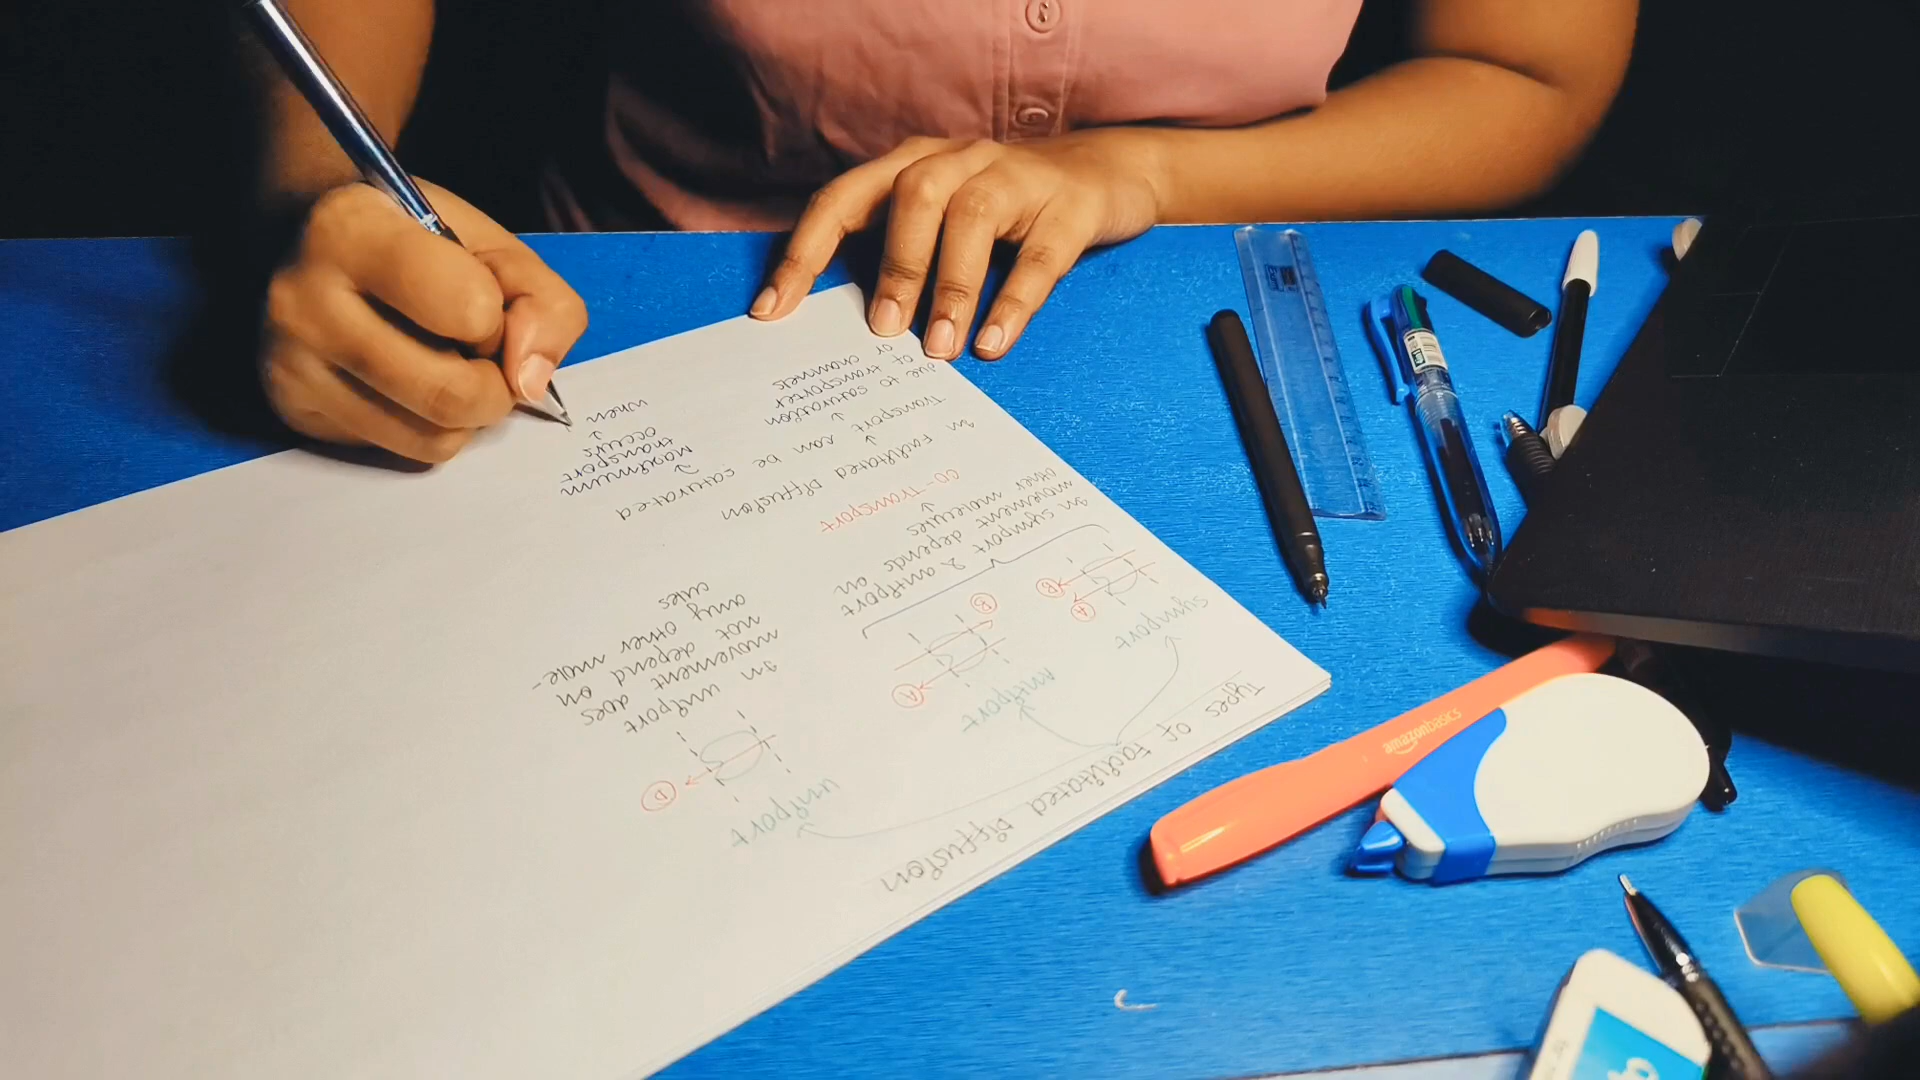 Types of Facilitated Diffusion
symport
antiport
uniport
A
B
A
B
D
In symport & antiport
movement depends on
other molecules
In uniport
movement does
not depend on
any other mole-
cules
CO-Transport
In Facilitated Diffusion
Transport can be saturated
due to saturation
of transporter
or channels
Maximum
transport
occurs
when
amazonbasics